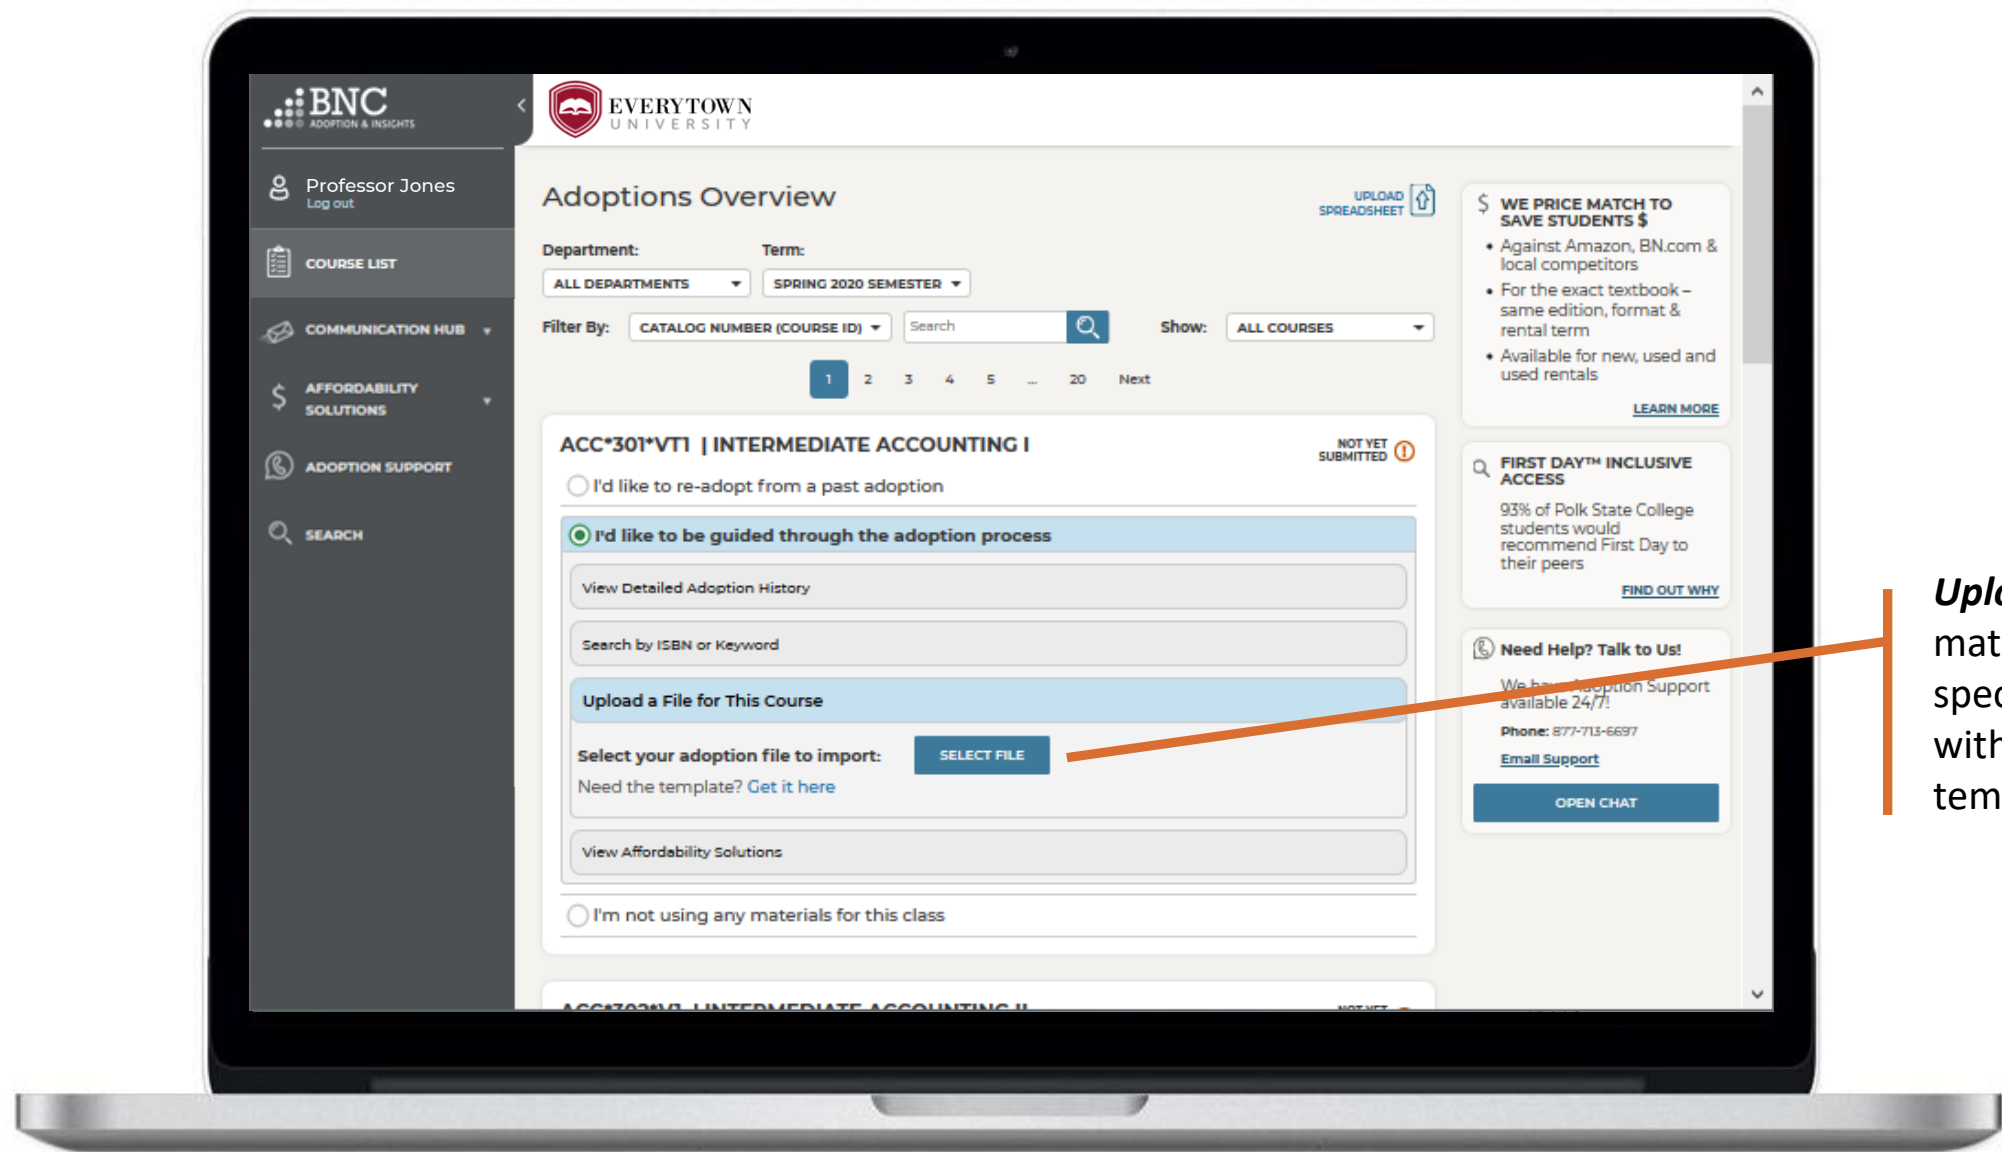 BNC
ADOPTION & INSIGHTS
Professor Jones
Log out
COURSE LIST
COMMUNICATION HUB
AFFORDABILITY
SOLUTIONS
ADOPTION SUPPORT
SEARCH
EVERYTOWN
UNIVERSITY
Adoptions Overview
UPLOAD
SPREADSHEET
Department:
Term:
ALL DEPARTMENTS
SPRING 2020 SEMESTER
Filter By:
CATALOG NUMBER (COURSE ID)
Search
Show:
ALL COURSES
1 2 3 4 5 ... 20 Next
ACC*301*VT1 | INTERMEDIATE ACCOUNTING I
NOT YET
SUBMITTED
I'd like to re-adopt from a past adoption
I'd like to be guided through the adoption process
View Detailed Adoption History
Search by ISBN or Keyword
Upload a File for This Course
Select your adoption file to import:
SELECT FILE
Need the template? Get it here
View Affordability Solutions
I'm not using any materials for this class
INTERMEDIATE ACCOUNTING II
NOT YET
$ WE PRICE MATCH TO
SAVE STUDENTS $
• Against Amazon, BN.com &
local competitors
• For the exact textbook –
same edition, format &
rental term
• Available for new, used and
used rentals
LEARN MORE
FIRST DAY™ INCLUSIVE
ACCESS
93% of Polk State College
students would
recommend First Day to
their peers
FIND OUT WHY
Need Help? Talk to Us!
We have Adoption Support
available 24/7!
Phone: 877-713-6697
Email Support
OPEN CHAT